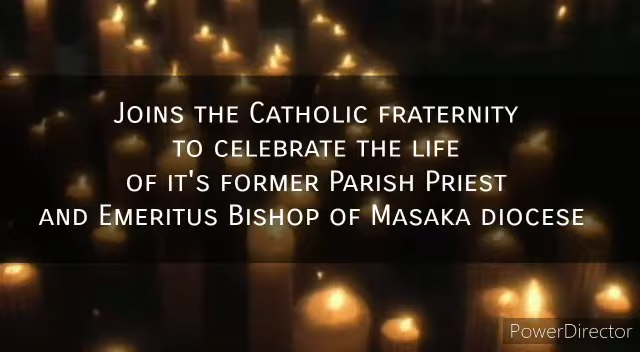 Joins the Catholic fraternity
to celebrate the life
of it's former Parish Priest
and Emeritus Bishop of Masaka diocese
PowerDirector